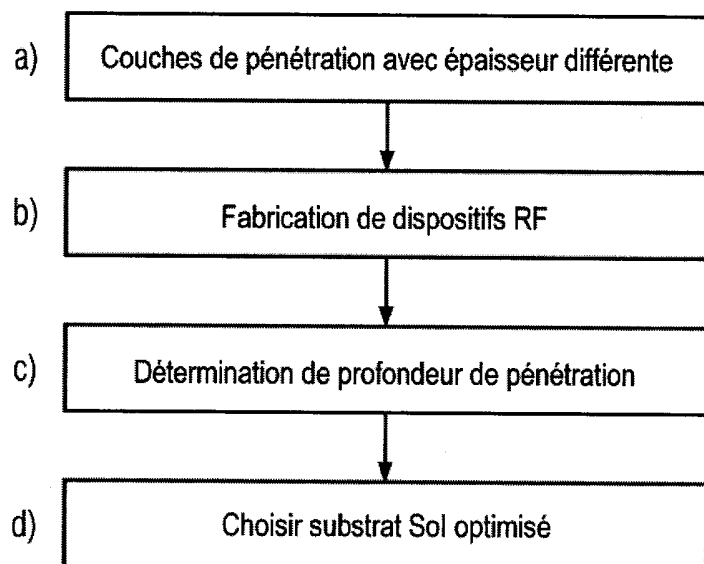 a) Couches de pénétration avec épaisseur différente
b) Fabrication de dispositifs RF
c) Détermination de profondeur de pénétration
d) Choisir substrat SoI optimisé